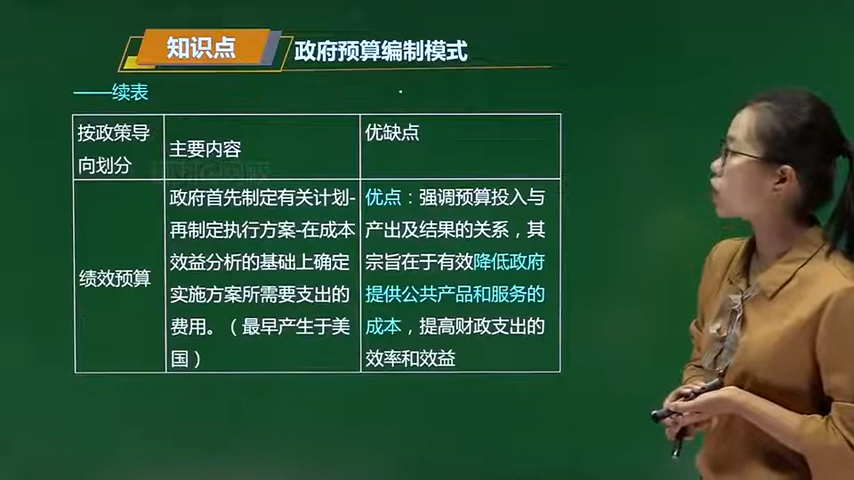 知识点
政府预算编制模式
——续表
按政策导
向划分
主要内容
优缺点
绩效预算
政府首先制定有关计划-
再制定执行方案-在成本
效益分析的基础上确定
实施方案所需要支出的
费用。（最早产生于美
国）
优点：强调预算投入与
产出及结果的关系，其
宗旨在于有效降低政府
提供公共产品和服务的
成本，提高财政支出的
效率和效益